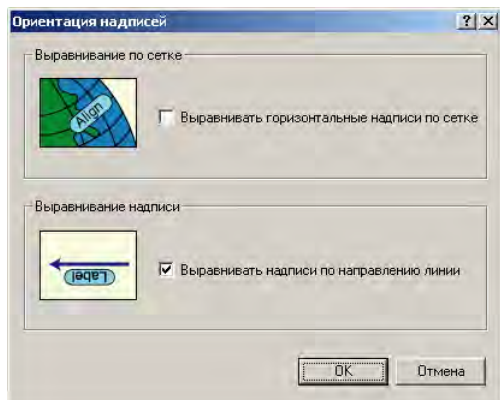 Ориентация надписей
Выравнивание по сетке
Align
Выравнивать горизонтальные надписи по сетке
Выравнивание надписи
Label
Выравнивать надписи по направлению линии
OK
Отмена